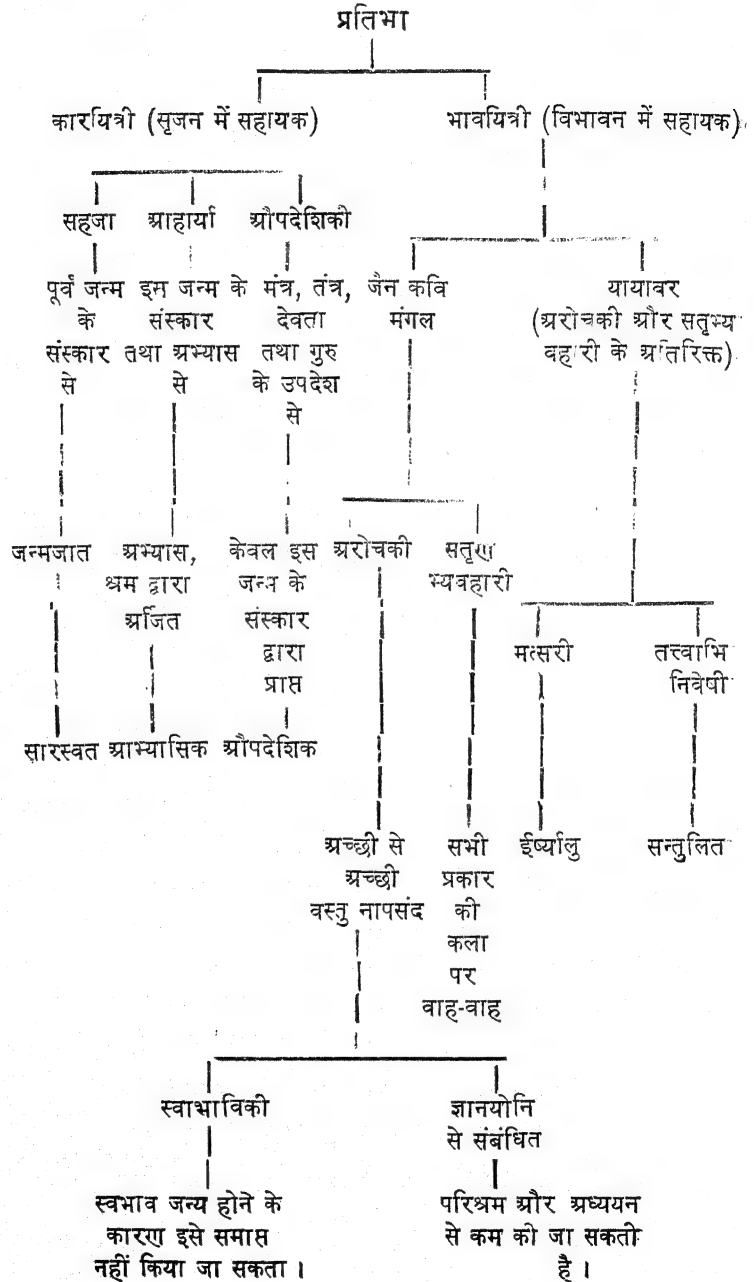 प्रतिभा
कारयित्री (सृजन में सहायक)
भावयित्री (विभावन में सहायक)
सहजा
आहार्या
औपदेशिकी
पूर्व जन्म
के
संस्कार
से
इस जन्म के
संस्कार
तथा अभ्यास
से
मंत्र, तंत्र,
देवता
तथा गुरु
के उपदेश
से
जैन कवि
मंगल
यायावर
(अरोचकी और सतृभ्य
वहारी के अतिरिक्त)
जन्मजात
अभ्यास,
श्रम द्वारा
अर्जित
केवल इस
जन्म के
संस्कार
द्वारा
प्राप्त
अरोचकी
सतृण
भ्यवहारी
मत्सरी
तत्त्वाभि
निवेषी
सारस्वत
आभ्यासिक
औपदेशिक
अच्छी से
अच्छी
वस्तु नापसंद
सभी
प्रकार
की
कला
पर
वाह-वाह
ईर्ष्यालु
सन्तुलित
स्वाभाविकी
ज्ञानयोनि
से संबंधित
स्वभाव जन्य होने के
कारण इसे समाप्त
नहीं किया जा सकता ।
परिश्रम और अध्ययन
से कम की जा सकती
है ।